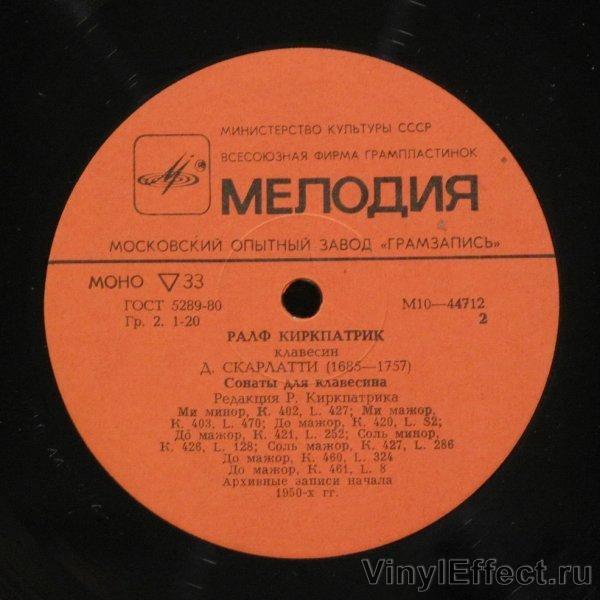 МИНИСТЕРСТВО КУЛЬТУРЫ СССР
ВСЕСОЮЗНАЯ ФИРМА ГРАМПЛАСТИНОК
МЕЛОДИЯ
МОСКОВСКИЙ ОПЫТНЫЙ ЗАВОД «ГРАМЗАПИСЬ»
МОНО ▽ 33
ГОСТ 5289-80 М10—44712
Гр. 2. 1-20 2
РАЛФ КИРКПАТРИК
клавесин
Д. СКАРЛАТТИ (1685—1757)
Сонаты для клавесина
Редакция Р. Киркпатрика
Ми минор, К. 402, L. 427; Ми мажор,
К. 403, L. 470; До мажор, К. 420, L. S2;
До мажор, К. 421, L. 252; Соль минор,
К. 426, L. 128; Соль мажор, К. 427, L. 286
До мажор, К. 460, L. 324
До мажор, К. 461, L. 8
Архивные записи начала
1950-х гг.
VinylEffect.ru